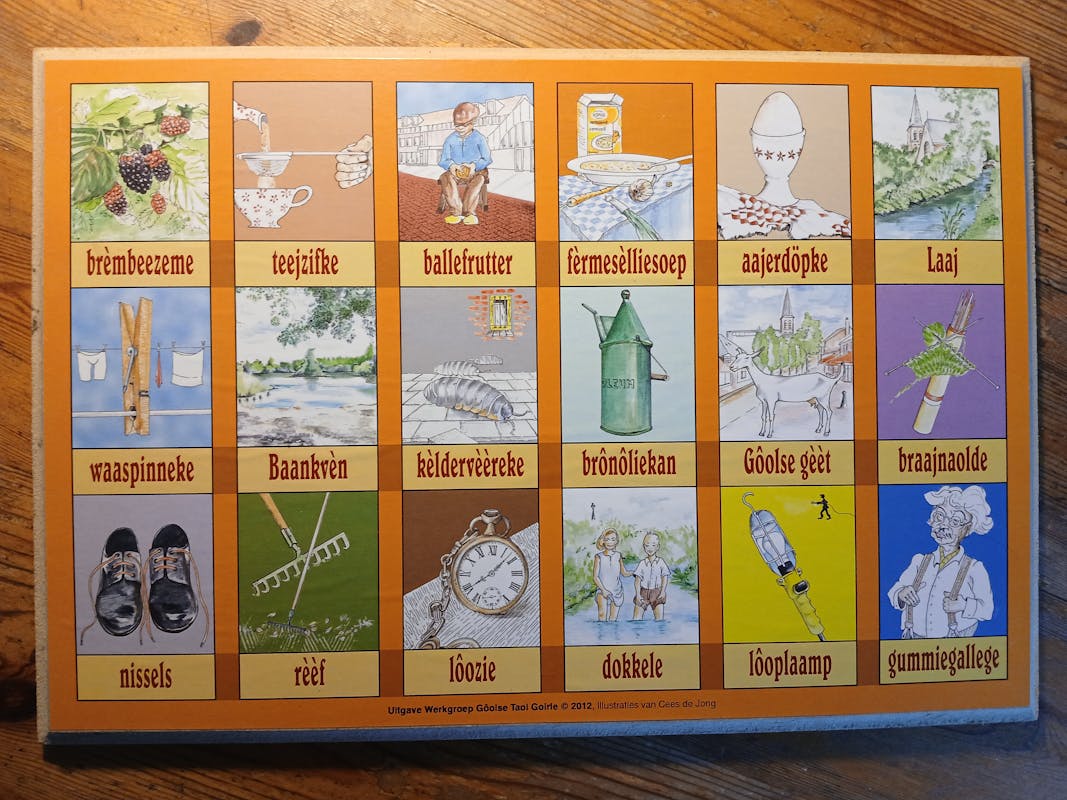 brèmbeezeme
teejzifke
ballefrutter
fèrmesèlliesoep
aajerdöpke
Laaj
waaspinneke
Baankvèn
kèldervèèreke
brônôliekan
Gôolse gèèt
braajnaolde
nissels
rèèf
lôozie
dokkele
lôoplaamp
gummiegallege
Uitgave Werkgroep Gôolse Taol Goirle © 2012, Illustraties van Cees de Jong